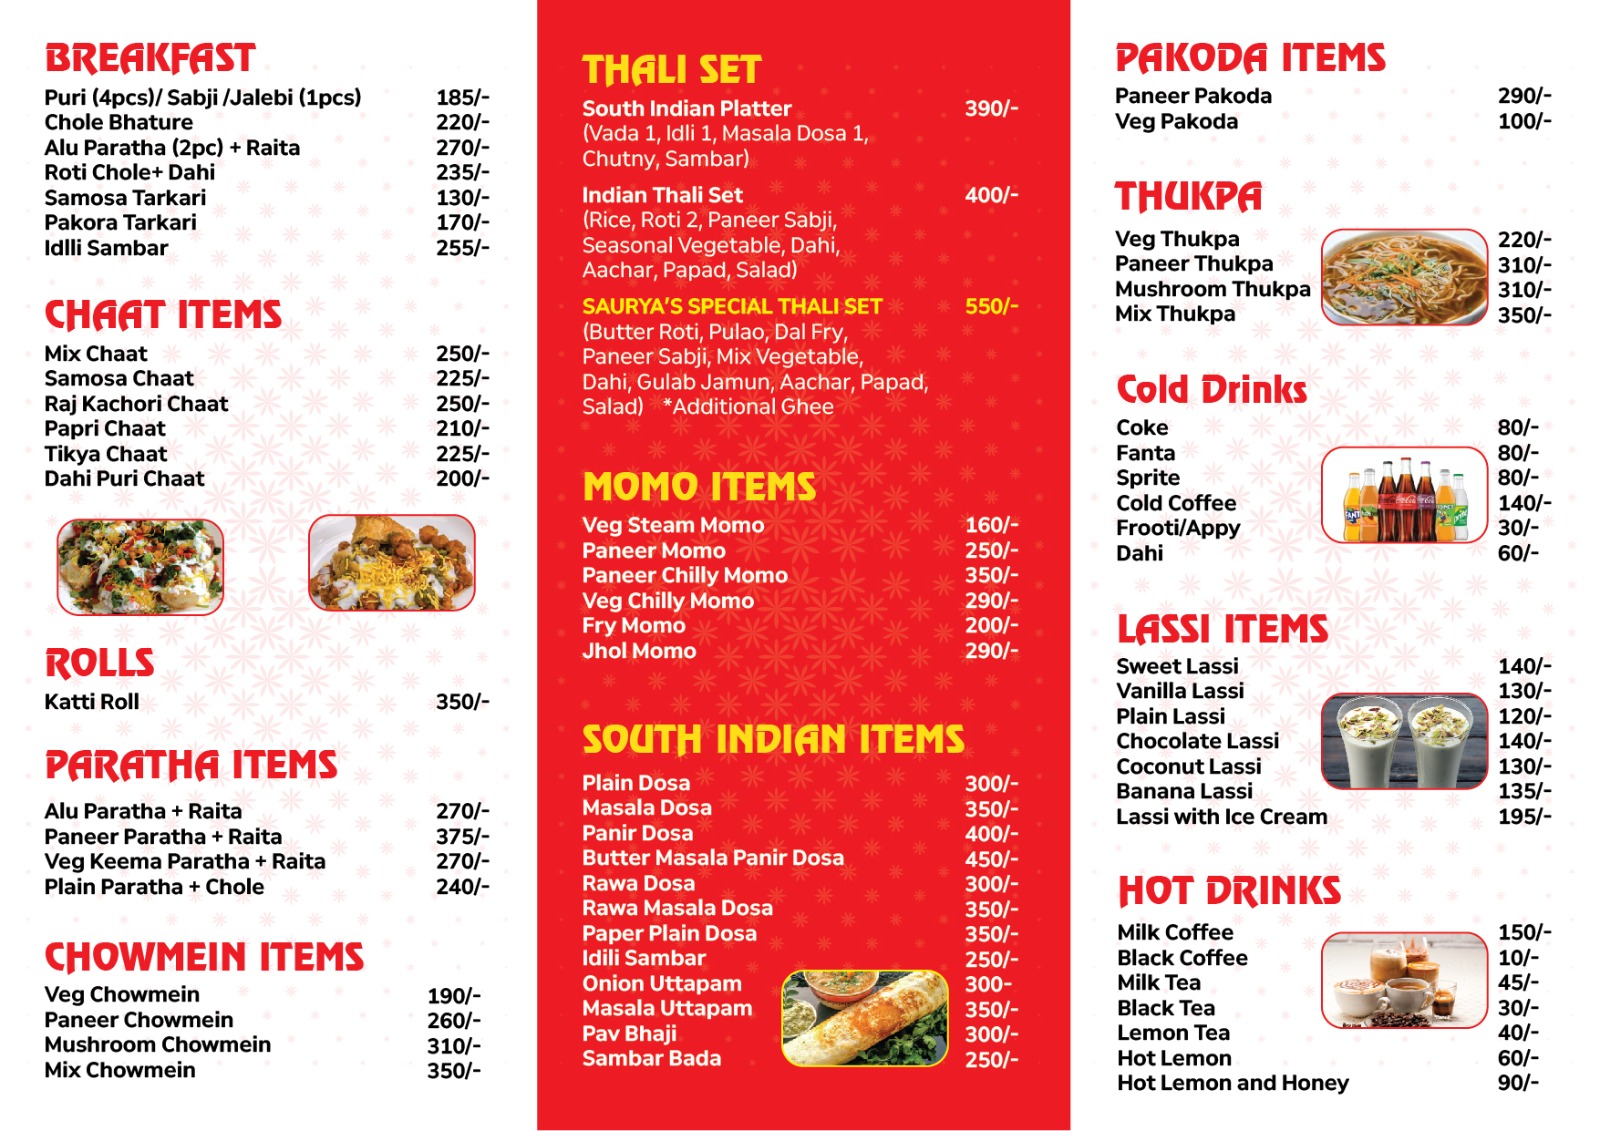 BREAKFAST
Puri (4pcs)/ Sabji /Jalebi (1pcs) 185/-
Chole Bhature 220/-
Alu Paratha (2pc) + Raita 270/-
Roti Chole+ Dahi 235/-
Samosa Tarkari 130/-
Pakora Tarkari 170/-
Idlli Sambar 255/-
CHAAT ITEMS
Mix Chaat 250/-
Samosa Chaat 225/-
Raj Kachori Chaat 250/-
Papri Chaat 210/-
Tikya Chaat 225/-
Dahi Puri Chaat 200/-
ROLLS
Katti Roll 350/-
PARATHA ITEMS
Alu Paratha + Raita 270/-
Paneer Paratha + Raita 375/-
Veg Keema Paratha + Raita 270/-
Plain Paratha + Chole 240/-
CHOWMEIN ITEMS
Veg Chowmein 190/-
Paneer Chowmein 260/-
Mushroom Chowmein 310/-
Mix Chowmein 350/-
THALI SET
South Indian Platter 390/-
(Vada 1, Idli 1, Masala Dosa 1,
Chutny, Sambar)
Indian Thali Set 400/-
(Rice, Roti 2, Paneer Sabji,
Seasonal Vegetable, Dahi,
Aachar, Papad, Salad)
SAURYA'S SPECIAL THALI SET 550/-
(Butter Roti, Pulao, Dal Fry,
Paneer Sabji, Mix Vegetable,
Dahi, Gulab Jamun, Aachar, Papad,
Salad) *Additional Ghee
MOMO ITEMS
Veg Steam Momo 160/-
Paneer Momo 250/-
Paneer Chilly Momo 350/-
Veg Chilly Momo 290/-
Fry Momo 200/-
Jhol Momo 290/-
SOUTH INDIAN ITEMS
Plain Dosa 300/-
Masala Dosa 350/-
Panir Dosa 400/-
Butter Masala Panir Dosa 450/-
Rawa Dosa 300/-
Rawa Masala Dosa 350/-
Paper Plain Dosa 350/-
Idili Sambar 250/-
Onion Uttapam 300-
Masala Uttapam 350/-
Pav Bhaji 300/-
Sambar Bada 250/-
PAKODA ITEMS
Paneer Pakoda 290/-
Veg Pakoda 100/-
THUKPA
Veg Thukpa 220/-
Paneer Thukpa 310/-
Mushroom Thukpa 310/-
Mix Thukpa 350/-
Cold Drinks
Coke 80/-
Fanta 80/-
Sprite 80/-
Cold Coffee 140/-
Frooti/Appy 30/-
Dahi 60/-
LASSI ITEMS
Sweet Lassi 140/-
Vanilla Lassi 130/-
Plain Lassi 120/-
Chocolate Lassi 140/-
Coconut Lassi 130/-
Banana Lassi 135/-
Lassi with Ice Cream 195/-
HOT DRINKS
Milk Coffee 150/-
Black Coffee 10/-
Milk Tea 45/-
Black Tea 30/-
Lemon Tea 40/-
Hot Lemon 60/-
Hot Lemon and Honey 90/-